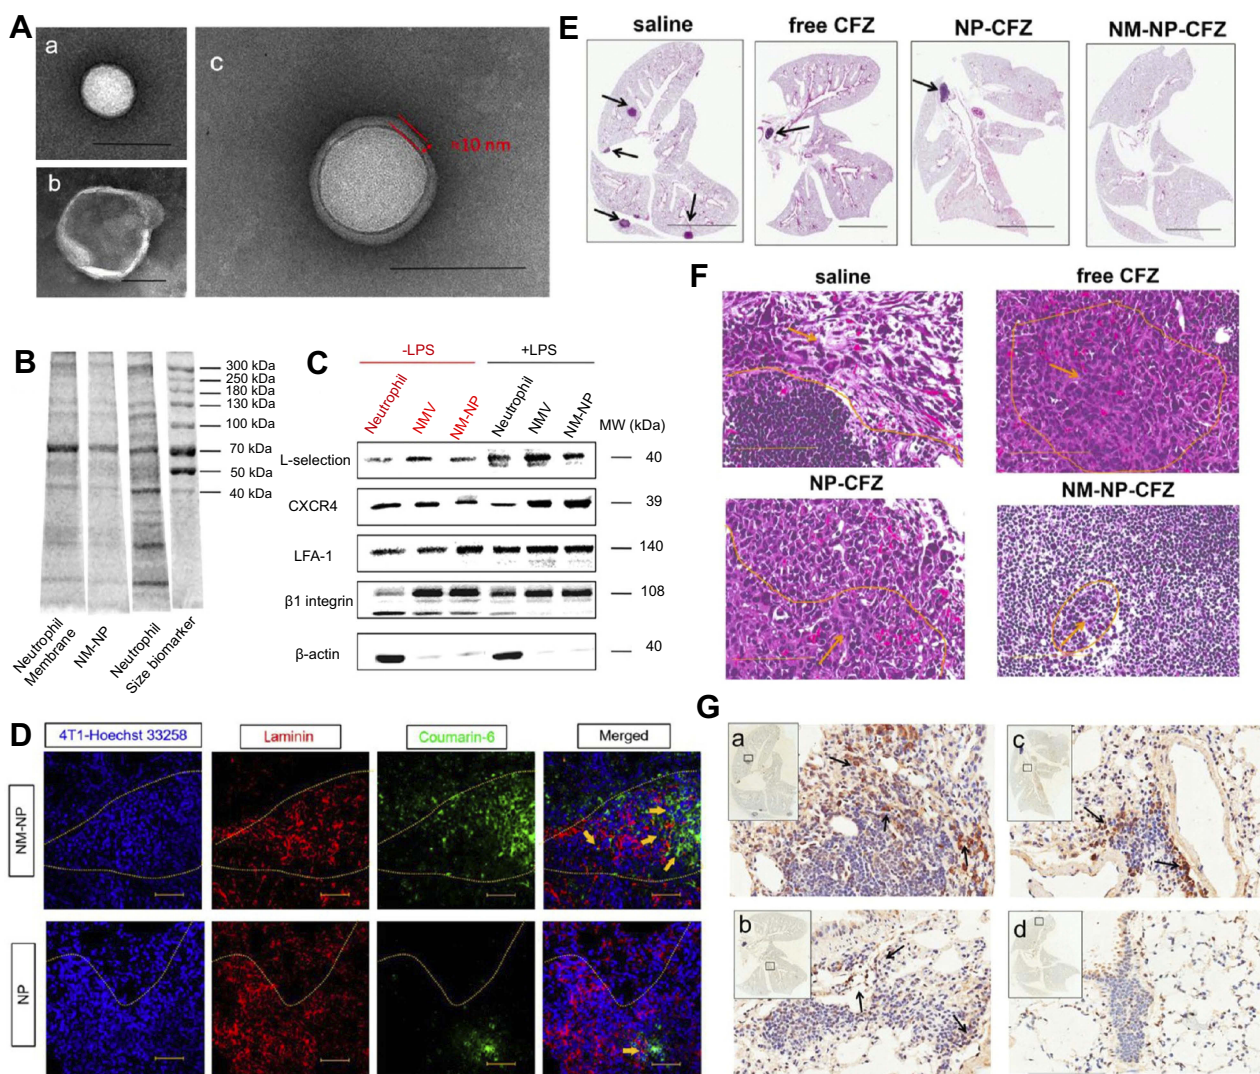 A
a
b
c
≈10 nm
E
saline
free CFZ
NP-CFZ
NM-NP-CFZ
F
saline
free CFZ
NP-CFZ
NM-NP-CFZ
B
300 kDa
250 kDa
180 kDa
130 kDa
100 kDa
70 kDa
50 kDa
40 kDa
Neutrophil
Membrane
NM-NP
Neutrophil
Size biomarker
C
-LPS
+LPS
Neutrophil
NMV
NM-NP
Neutrophil
NMV
NM-NP
MW (kDa)
L-selection
40
CXCR4
39
LFA-1
140
β1 integrin
108
β-actin
40
D
4T1-Hoechst 33258
Laminin
Coumarin-6
Merged
NM-NP
NP
G
a
c
b
d